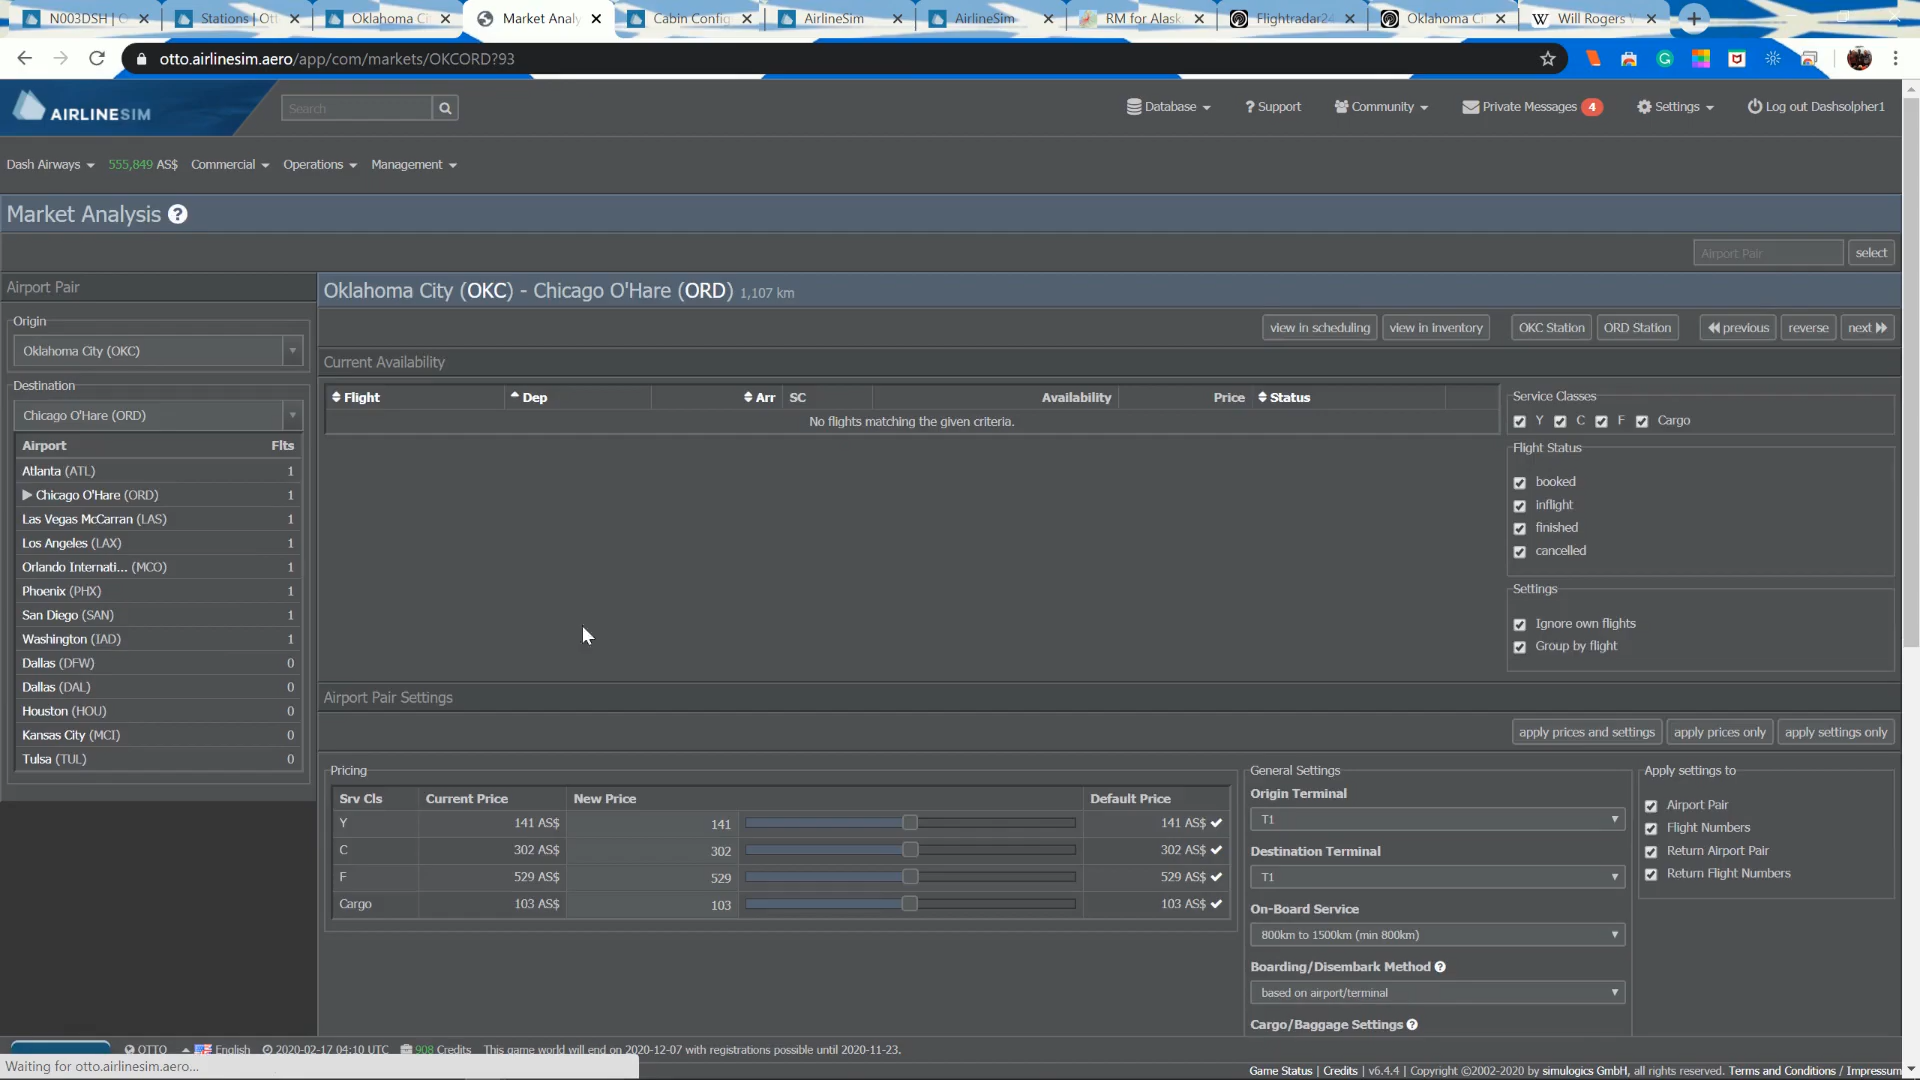 N003DSH | O
Stations | Ott
Oklahoma Ci
Market Analy
Cabin Config
AirlineSim
AirlineSim
RM for Alask
Flightradar2
Oklahoma Ci
Will Rogers
otto.airlinesim.aero/app/com/markets/OKCORD?93
AIRLINESIM
Search
Database
? Support
Community
Private Messages 4
Settings
Log out Dashsolpher1
Dash Airways
555,849 AS$
Commercial
Operations
Management
Market Analysis ?
Airport Pair
select
Airport Pair
Origin
Oklahoma City (OKC)
Destination
Chicago O'Hare (ORD)
Airport Flts
Atlanta (ATL) 1
Chicago O'Hare (ORD) 1
Las Vegas McCarran (LAS) 1
Los Angeles (LAX) 1
Orlando Internati... (MCO) 1
Phoenix (PHX) 1
San Diego (SAN) 1
Washington (IAD) 1
Dallas (DFW) 0
Dallas (DAL) 0
Houston (HOU) 0
Kansas City (MCI) 0
Tulsa (TUL) 0
Oklahoma City (OKC) - Chicago O'Hare (ORD) 1,107 km
view in scheduling
view in inventory
OKC Station
ORD Station
previous
reverse
next
Current Availability
Flight Dep Arr SC Availability Price Status
No flights matching the given criteria.
Service Classes
Y C F Cargo
Flight Status
booked
inflight
finished
cancelled
Settings
Ignore own flights
Group by flight
Airport Pair Settings
apply prices and settings
apply prices only
apply settings only
Pricing
Srv Cls Current Price New Price Default Price
Y 141 AS$ 141 141 AS$
C 302 AS$ 302 302 AS$
F 529 AS$ 529 529 AS$
Cargo 103 AS$ 103 103 AS$
General Settings
Origin Terminal
T1
Destination Terminal
T1
On-Board Service
800km to 1500km (min 800km)
Boarding/Disembark Method ?
based on airport/terminal
Cargo/Baggage Settings ?
Apply settings to
Airport Pair
Flight Numbers
Return Airport Pair
Return Flight Numbers
OTTO
English
2020-02-17 04:10 UTC
908 Credits
This game world will end on 2020-12-07 with registrations possible until 2020-11-23.
Waiting for otto.airlinesim.aero...
Game Status | Credits | v6.4.4 | Copyright ©2002-2020 by simulogics GmbH, all rights reserved. Terms and Conditions / Impressum